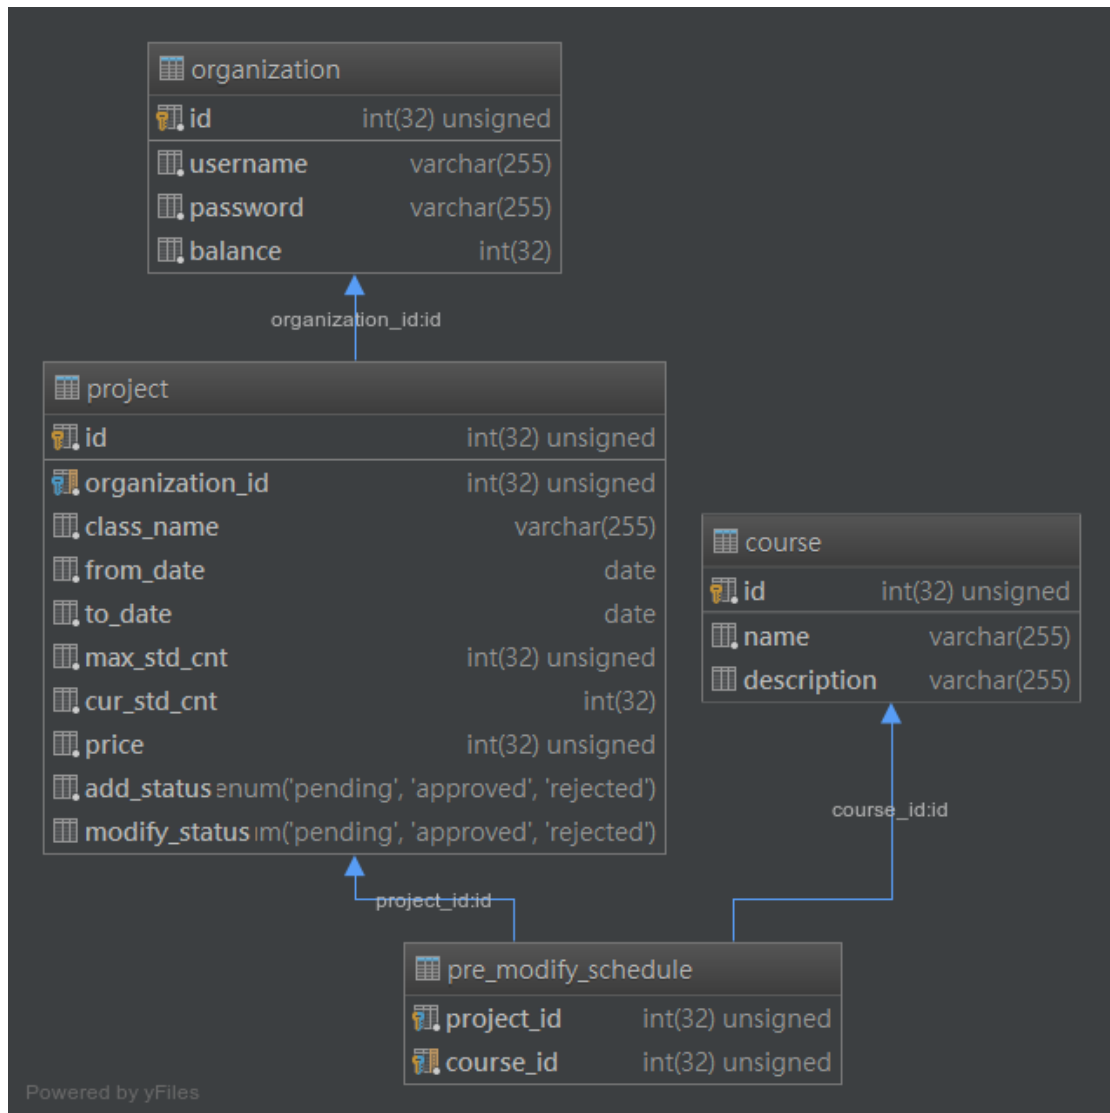 organization
id int(32) unsigned
username varchar(255)
password varchar(255)
balance int(32)
organization_id:id
project
id int(32) unsigned
organization_id int(32) unsigned
class_name varchar(255)
from_date date
to_date date
max_std_cnt int(32) unsigned
cur_std_cnt int(32)
price int(32) unsigned
add_status enum('pending', 'approved', 'rejected')
modify_status um('pending', 'approved', 'rejected')
course
id int(32) unsigned
name varchar(255)
description varchar(255)
course_id:id
project_id:id
pre_modify_schedule
project_id int(32) unsigned
course_id int(32) unsigned
Powered by yFiles